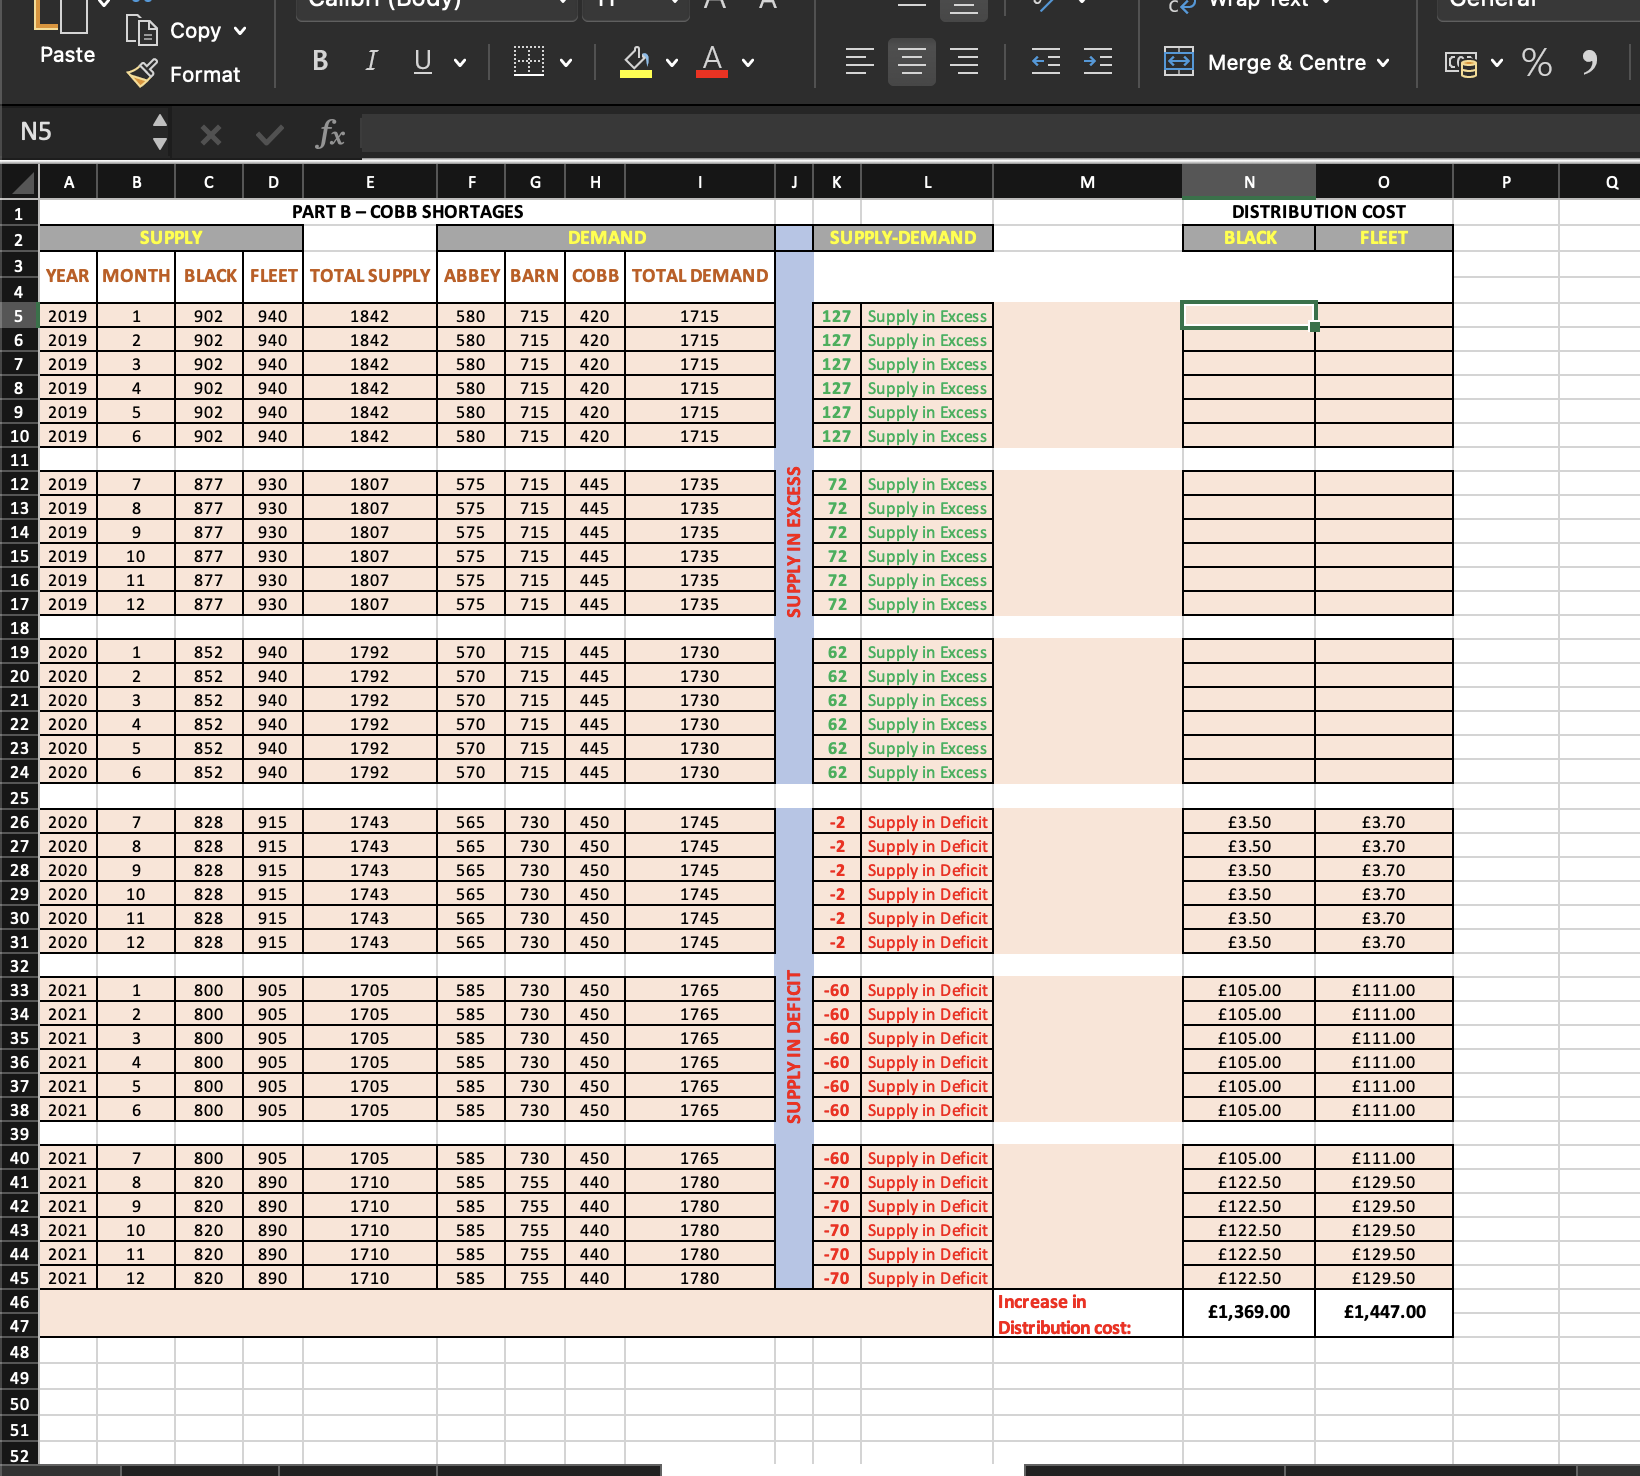 Calibri (Body) 11 Wrap Text General
Paste Copy
Format B I U A Merge & Centre % 9
N5 fx
A B C D E F G H I J K L M N O P Q
1 PART B – COBB SHORTAGES DISTRIBUTION COST
2 SUPPLY DEMAND SUPPLY-DEMAND BLACK FLEET
3 YEAR MONTH BLACK FLEET TOTAL SUPPLY ABBEY BARN COBB TOTAL DEMAND
4
5 2019 1 902 940 1842 580 715 420 1715 127 Supply in Excess
6 2019 2 902 940 1842 580 715 420 1715 127 Supply in Excess
7 2019 3 902 940 1842 580 715 420 1715 127 Supply in Excess
8 2019 4 902 940 1842 580 715 420 1715 127 Supply in Excess
9 2019 5 902 940 1842 580 715 420 1715 127 Supply in Excess
10 2019 6 902 940 1842 580 715 420 1715 127 Supply in Excess
11
SUPPLY IN EXCESS
12 2019 7 877 930 1807 575 715 445 1735 72 Supply in Excess
13 2019 8 877 930 1807 575 715 445 1735 72 Supply in Excess
14 2019 9 877 930 1807 575 715 445 1735 72 Supply in Excess
15 2019 10 877 930 1807 575 715 445 1735 72 Supply in Excess
16 2019 11 877 930 1807 575 715 445 1735 72 Supply in Excess
17 2019 12 877 930 1807 575 715 445 1735 72 Supply in Excess
18
19 2020 1 852 940 1792 570 715 445 1730 62 Supply in Excess
20 2020 2 852 940 1792 570 715 445 1730 62 Supply in Excess
21 2020 3 852 940 1792 570 715 445 1730 62 Supply in Excess
22 2020 4 852 940 1792 570 715 445 1730 62 Supply in Excess
23 2020 5 852 940 1792 570 715 445 1730 62 Supply in Excess
24 2020 6 852 940 1792 570 715 445 1730 62 Supply in Excess
25
26 2020 7 828 915 1743 565 730 450 1745 -2 Supply in Deficit £3.50 £3.70
27 2020 8 828 915 1743 565 730 450 1745 -2 Supply in Deficit £3.50 £3.70
28 2020 9 828 915 1743 565 730 450 1745 -2 Supply in Deficit £3.50 £3.70
29 2020 10 828 915 1743 565 730 450 1745 -2 Supply in Deficit £3.50 £3.70
30 2020 11 828 915 1743 565 730 450 1745 -2 Supply in Deficit £3.50 £3.70
31 2020 12 828 915 1743 565 730 450 1745 -2 Supply in Deficit £3.50 £3.70
32
SUPPLY IN DEFICIT
33 2021 1 800 905 1705 585 730 450 1765 -60 Supply in Deficit £105.00 £111.00
34 2021 2 800 905 1705 585 730 450 1765 -60 Supply in Deficit £105.00 £111.00
35 2021 3 800 905 1705 585 730 450 1765 -60 Supply in Deficit £105.00 £111.00
36 2021 4 800 905 1705 585 730 450 1765 -60 Supply in Deficit £105.00 £111.00
37 2021 5 800 905 1705 585 730 450 1765 -60 Supply in Deficit £105.00 £111.00
38 2021 6 800 905 1705 585 730 450 1765 -60 Supply in Deficit £105.00 £111.00
39
40 2021 7 800 905 1705 585 730 450 1765 -60 Supply in Deficit £105.00 £111.00
41 2021 8 820 890 1710 585 755 440 1780 -70 Supply in Deficit £122.50 £129.50
42 2021 9 820 890 1710 585 755 440 1780 -70 Supply in Deficit £122.50 £129.50
43 2021 10 820 890 1710 585 755 440 1780 -70 Supply in Deficit £122.50 £129.50
44 2021 11 820 890 1710 585 755 440 1780 -70 Supply in Deficit £122.50 £129.50
45 2021 12 820 890 1710 585 755 440 1780 -70 Supply in Deficit £122.50 £129.50
46 Increase in £1,369.00 £1,447.00
47 Distribution cost:
48
49
50
51
52